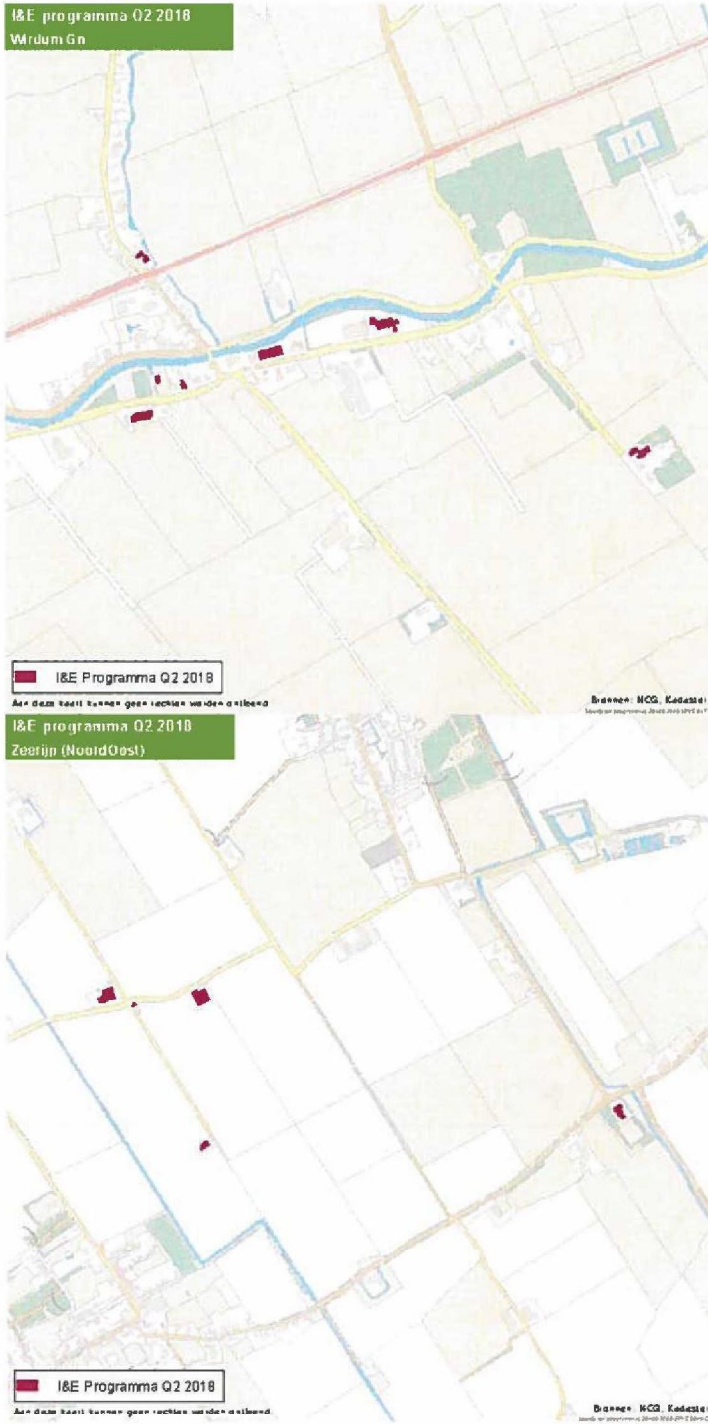 I&E programma Q2 2018
Wirdum Gn
I&E Programma Q2 2018
Aan deze kaart kunnen geen rechten worden ontleend
Bronnen: NCG, Kadaster
I&E programma Q2 2018
Zeerijp (NoordOost)
I&E Programma Q2 2018
Aan deze kaart kunnen geen rechten worden ontleend
Bronnen: NCG, Kadaster